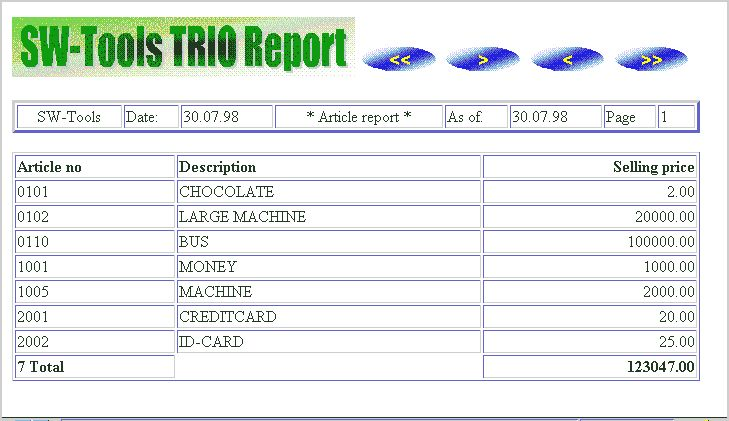 SW-Tools TRIO Report << > < >>
SW-Tools Date: 30.07.98 * Article report * As of. 30.07.98 Page 1
Article no Description Selling price
0101 CHOCOLATE 2.00
0102 LARGE MACHINE 20000.00
0110 BUS 100000.00
1001 MONEY 1000.00
1005 MACHINE 2000.00
2001 CREDITCARD 20.00
2002 ID-CARD 25.00
7 Total 123047.00